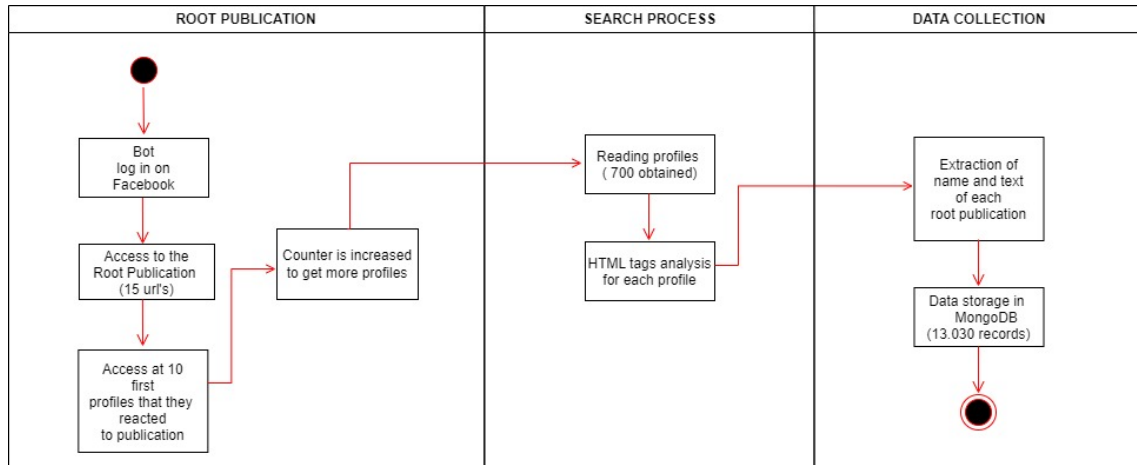 ROOT PUBLICATION
SEARCH PROCESS
DATA COLLECTION
Bot
log in on
Facebook
Access to the
Root Publication
(15 url's)
Access at 10
first
profiles that they
reacted
to publication
Counter is increased
to get more profiles
Reading profiles
( 700 obtained)
HTML tags analysis
for each profile
Extraction of
name and text
of each
root publication
Data storage in
MongoDB
(13.030 records)